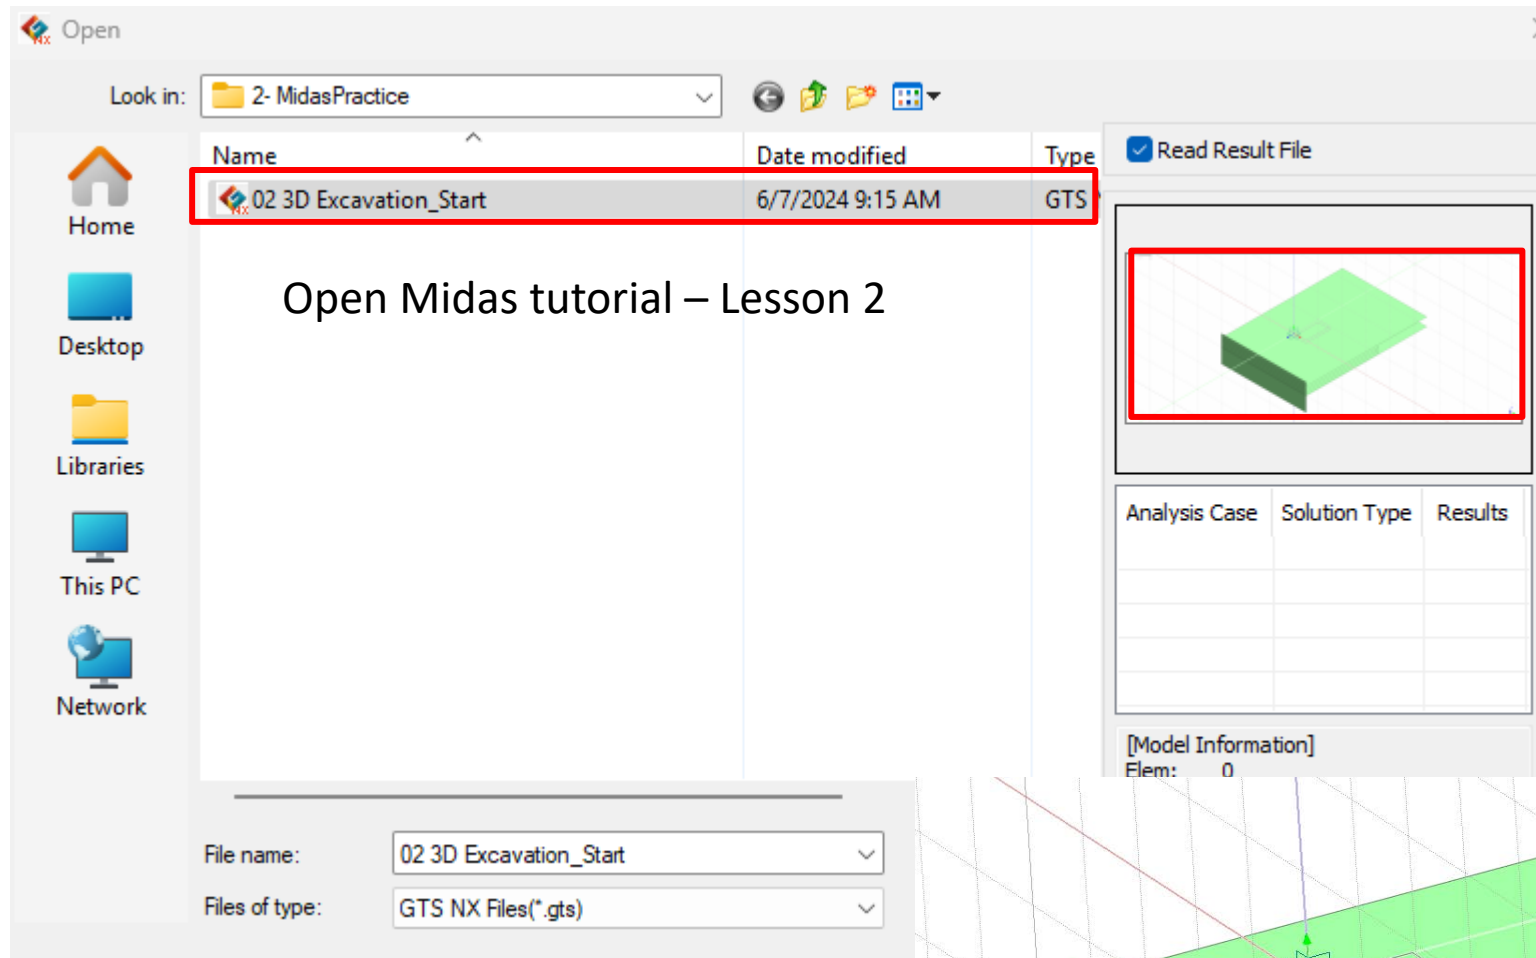 Open
Look in:
2- MidasPractice
Name
Date modified
Type
Read Result File
02 3D Excavation_Start
6/7/2024 9:15 AM
GTS
Home
Open Midas tutorial – Lesson 2
Desktop
Libraries
This PC
Network
Analysis Case
Solution Type
Results
[Model Information]
Elem: 0
File name:
02 3D Excavation_Start
Files of type:
GTS NX Files(*.gts)